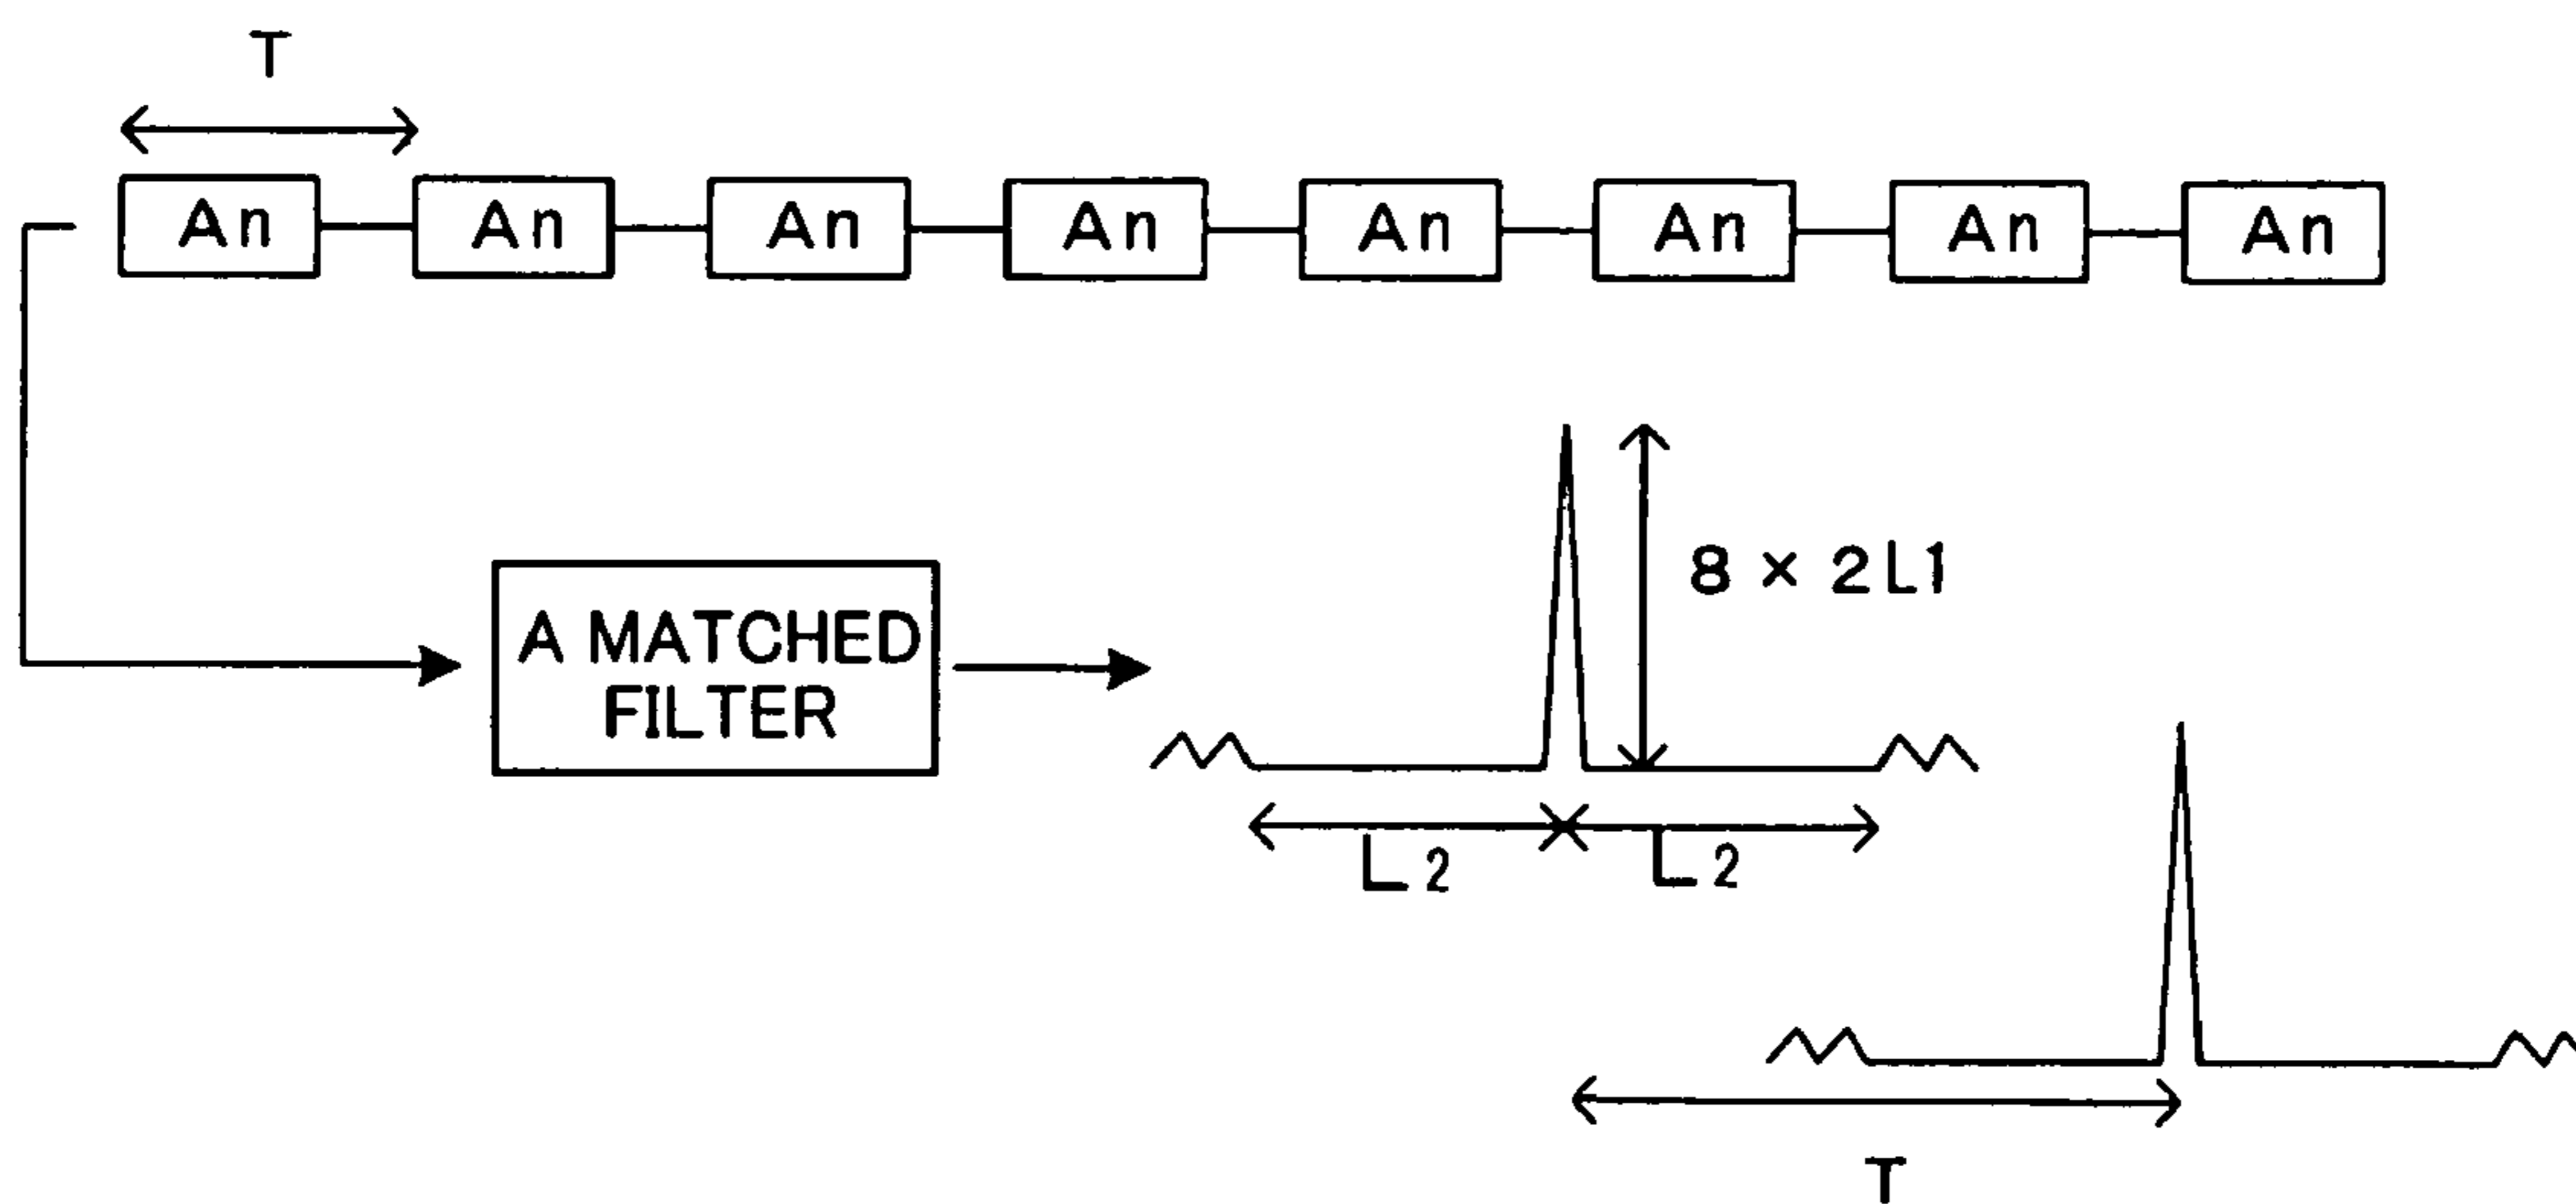 T
An An An An An An An An
8 × 2L1
A MATCHED
FILTER
L2 L2
T